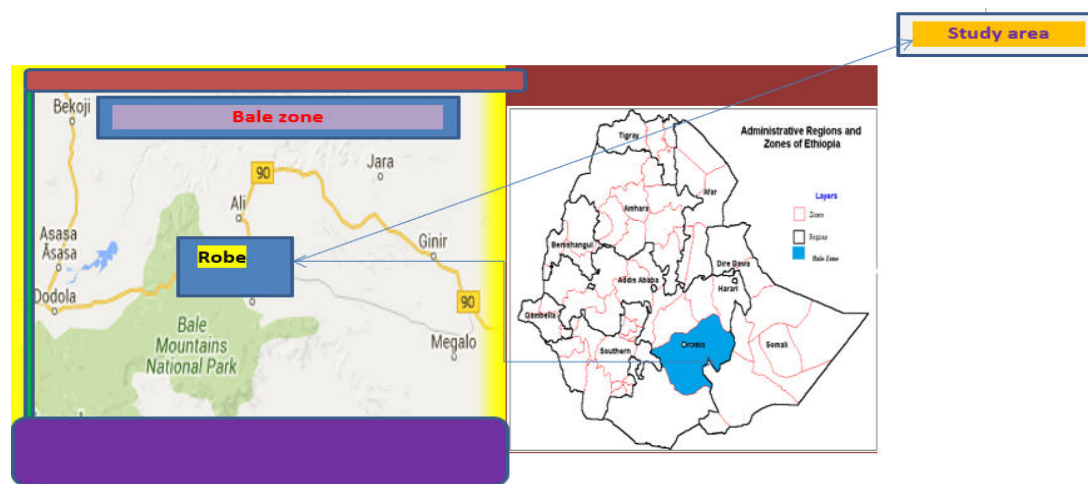 Study area
Bale zone
Bekoji
Jara
90
Ali
Asasa
Āsasa
Robe
Ginir
Dodola
90
Bale
Mountains
National Park
Megalo
Administrative Regions and
Zones of Ethiopia
Layers
Zones
Regions
Bale Zone
Tigray
Afar
Amhara
Benishangul
Dire Dawa
Addis Ababa
Harari
Gambella
Oromia
Somali
Southern